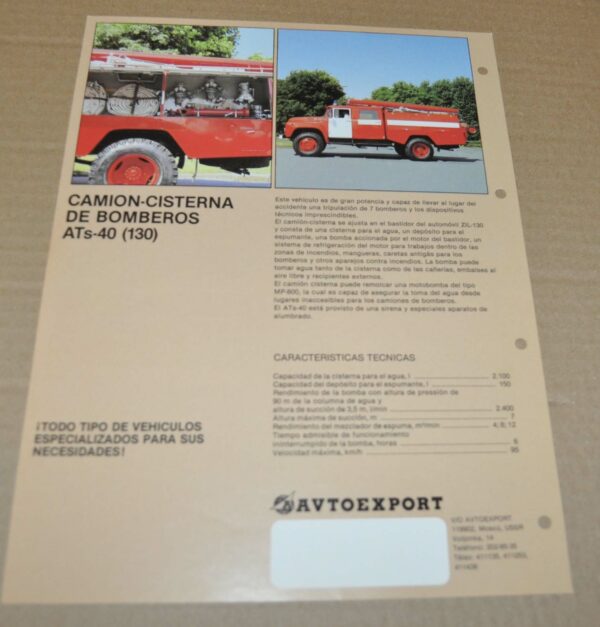 CAMION-CISTERNA
DE BOMBEROS
ATs-40 (130)
¡TODO TIPO DE VEHICULOS
ESPECIALIZADOS PARA SUS
NECESIDADES!
Este vehículo es de gran potencia y capaz de llevar al lugar del
accidente una tripulación de 7 bomberos y los dispositivos
técnicos imprescindibles.
El camión-cisterna se ajusta en el bastidor del automóvil ZIL-130
y consta de una cisterna para el agua, un depósito para el
espumante, una bomba accionada por el motor del bastidor, un
sistema de refrigeración del motor para trabajos dentro de las
zonas de incendios, mangueras, caretas antigás para los
bomberos y otros aparejos contra incendios. La bomba puede
tomar agua tanto de la cisterna como de las cañerías, embalses al
aire libre y recipientes externos.
El camión cisterna puede remolcar una motobomba del tipo
MP-800, la cual es capaz de asegurar la toma del agua desde
lugares inaccesibles para los camiones de bomberos.
El ATs-40 está provisto de una sirena y especiales aparatos de
alumbrado.
CARACTERISTICAS TECNICAS
Capacidad de la cisterna para el agua, l 2.100
Capacidad del depósito para el espumante, l 150
Rendimiento de la bomba con altura de presión de
90 m de la columna de agua y
altura de succión de 3,5 m, l/min 2.400
Altura máxima de succión, m 7
Rendimiento del mezclador de espuma, m³/min 4; 8; 12
Tiempo admisible de funcionamiento
ininterrumpido de la bomba, horas 6
Velocidad máxima, km/h 95
AVTOEXPORT
V/O AVTOEXPORT
119902, Moscú, USSR
Voljonka, 14
Teléfono:
Télex: 411135, 411253,